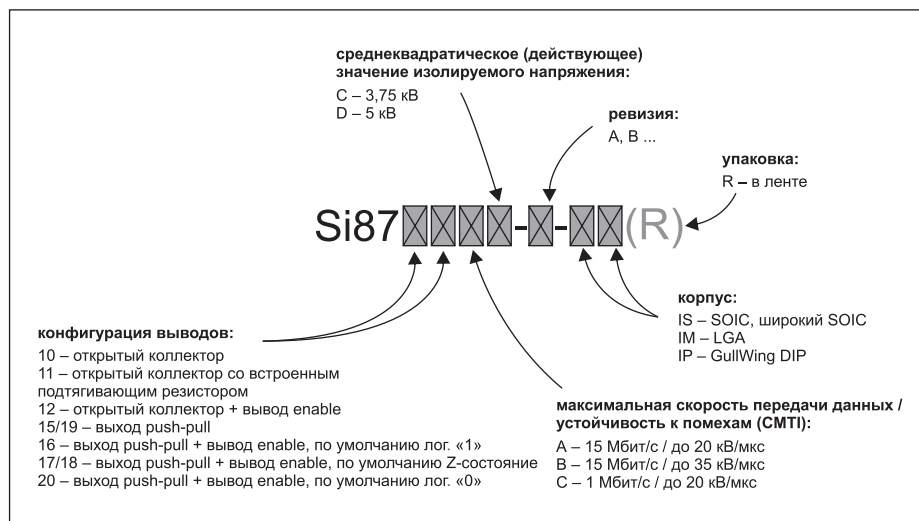 среднеквадратическое (действующее)
значение изолируемого напряжения:
C – 3,75 кВ
D – 5 кВ
ревизия:
A, B ...
упаковка:
R – в ленте
Si87 - - (R)
конфигурация выводов:
10 – открытый коллектор
11 – открытый коллектор со встроенным
подтягивающим резистором
12 – открытый коллектор + вывод enable
15/19 – выход push-pull
16 – выход push-pull + вывод enable, по умолчанию лог. «1»
17/18 – выход push-pull + вывод enable, по умолчанию Z-состояние
20 – выход push-pull + вывод enable, по умолчанию лог. «0»
корпус:
IS – SOIC, широкий SOIC
IM – LGA
IP – GullWing DIP
максимальная скорость передачи данных /
устойчивость к помехам (CMTI):
A – 15 Мбит/с / до 20 кВ/мкс
B – 15 Мбит/с / до 35 кВ/мкс
C – 1 Мбит/с / до 20 кВ/мкс